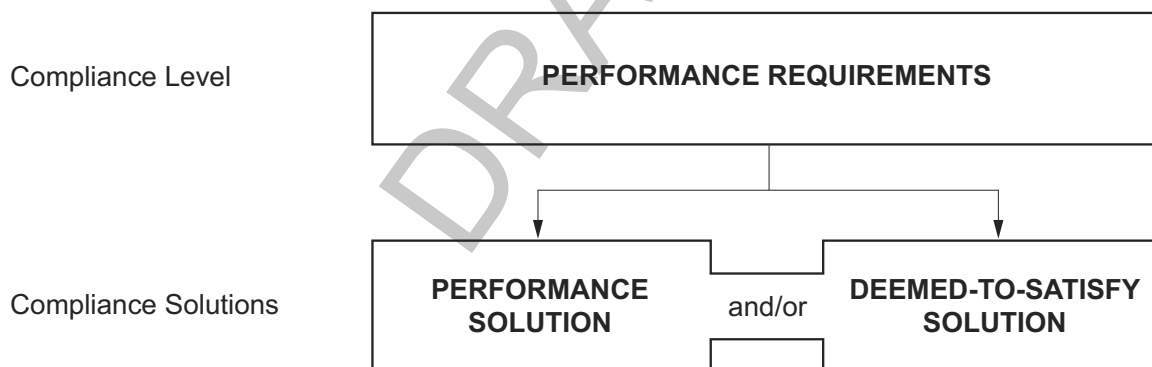 Compliance Level
PERFORMANCE REQUIREMENTS
Compliance Solutions
PERFORMANCE
SOLUTION
and/or
DEEMED-TO-SATISFY
SOLUTION